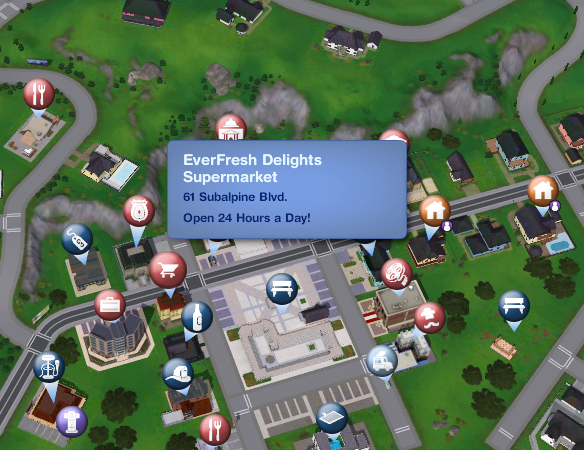 EverFresh Delights
Supermarket
61 Subalpine Blvd.
Open 24 Hours a Day!